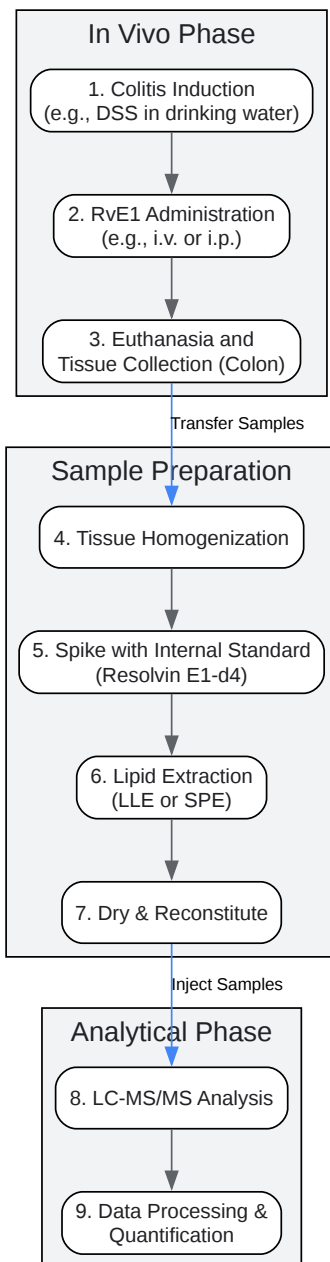 In Vivo Phase
1. Colitis Induction
(e.g., DSS in drinking water)
2. RvE1 Administration
(e.g., i.v. or i.p.)
3. Euthanasia and
Tissue Collection (Colon)
Transfer Samples
Sample Preparation
4. Tissue Homogenization
5. Spike with Internal Standard
(Resolvin E1-d4)
6. Lipid Extraction
(LLE or SPE)
7. Dry & Reconstitute
Inject Samples
Analytical Phase
8. LC-MS/MS Analysis
9. Data Processing &
Quantification